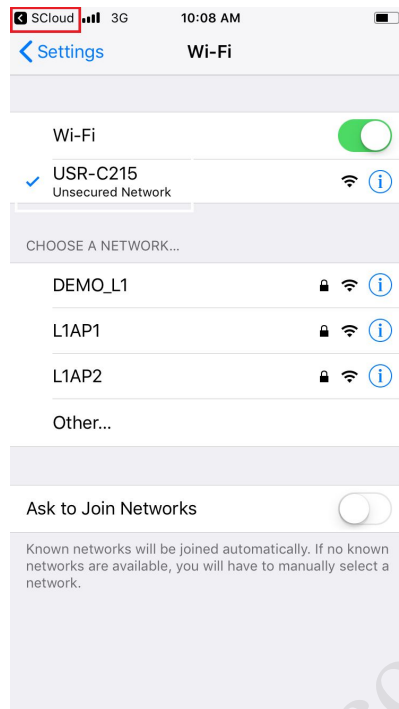 SCloud 3G 10:08 AM
Settings Wi-Fi
Wi-Fi
USR-C215
Unsecured Network
CHOOSE A NETWORK...
DEMO_L1
L1AP1
L1AP2
Other...
Ask to Join Networks
Known networks will be joined automatically. If no known
networks are available, you will have to manually select a
network.